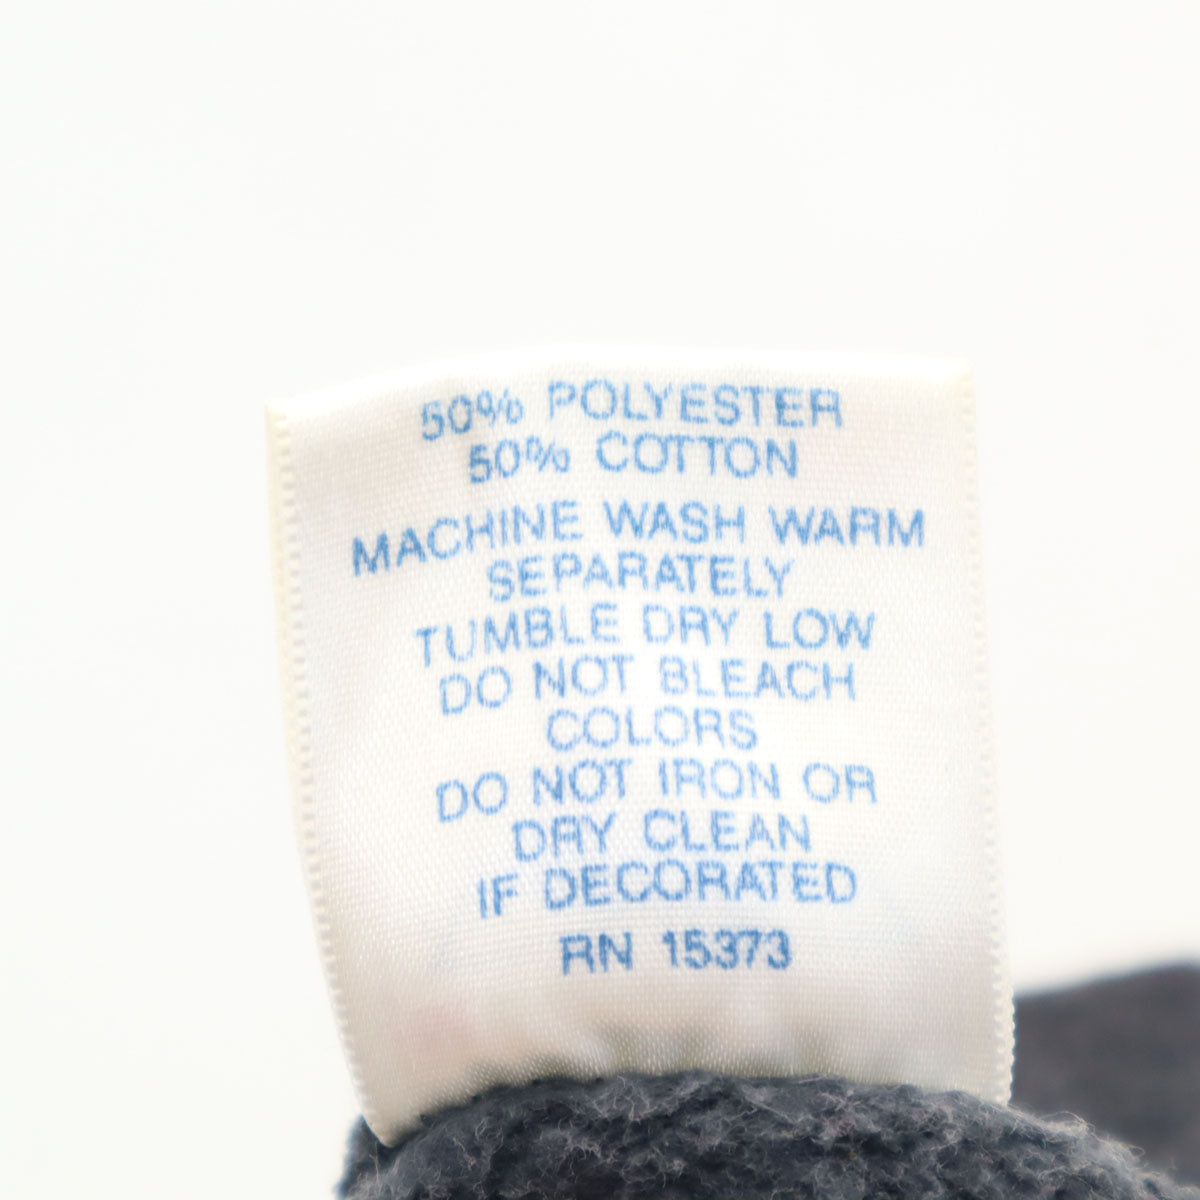 50% POLYESTER
50% COTTON
MACHINE WASH WARM
SEPARATELY
TUMBLE DRY LOW
DO NOT BLEACH
COLORS
DO NOT IRON OR
DRY CLEAN
IF DECORATED
RN 15373